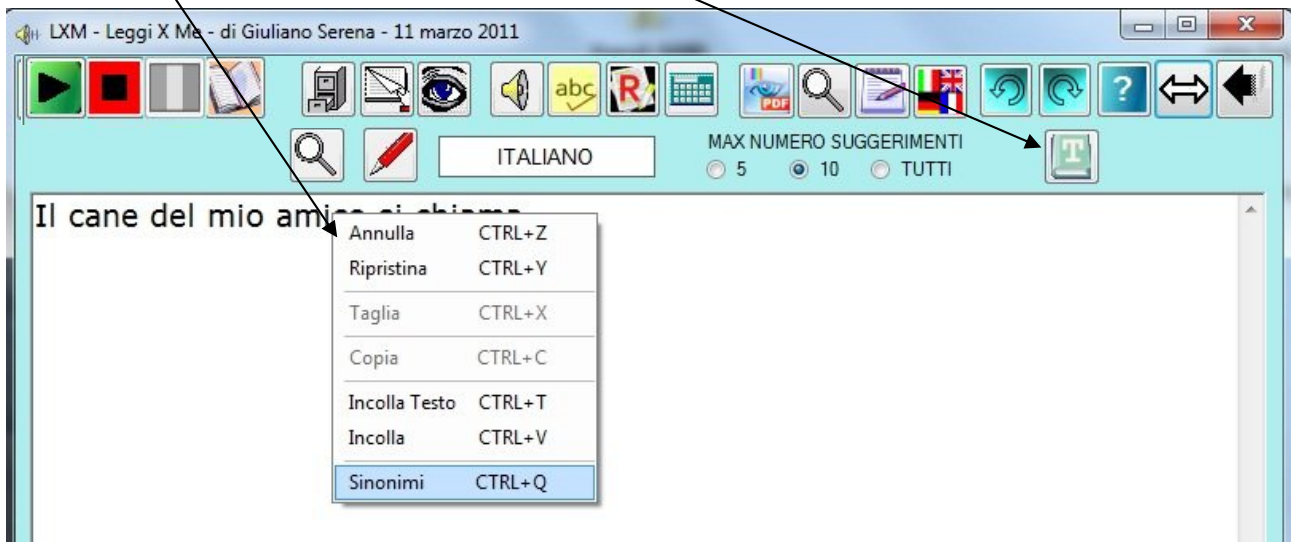 LXM - Leggi X Me - di Giuliano Serena - 11 marzo 2011
abc R PDF ?
ITALIANO
MAX NUMERO SUGGERIMENTI
5 10 TUTTI
T
Il cane del mio amico si chiama
Annulla CTRL+Z
Ripristina CTRL+Y
Taglia CTRL+X
Copia CTRL+C
Incolla Testo CTRL+T
Incolla CTRL+V
Sinonimi CTRL+Q